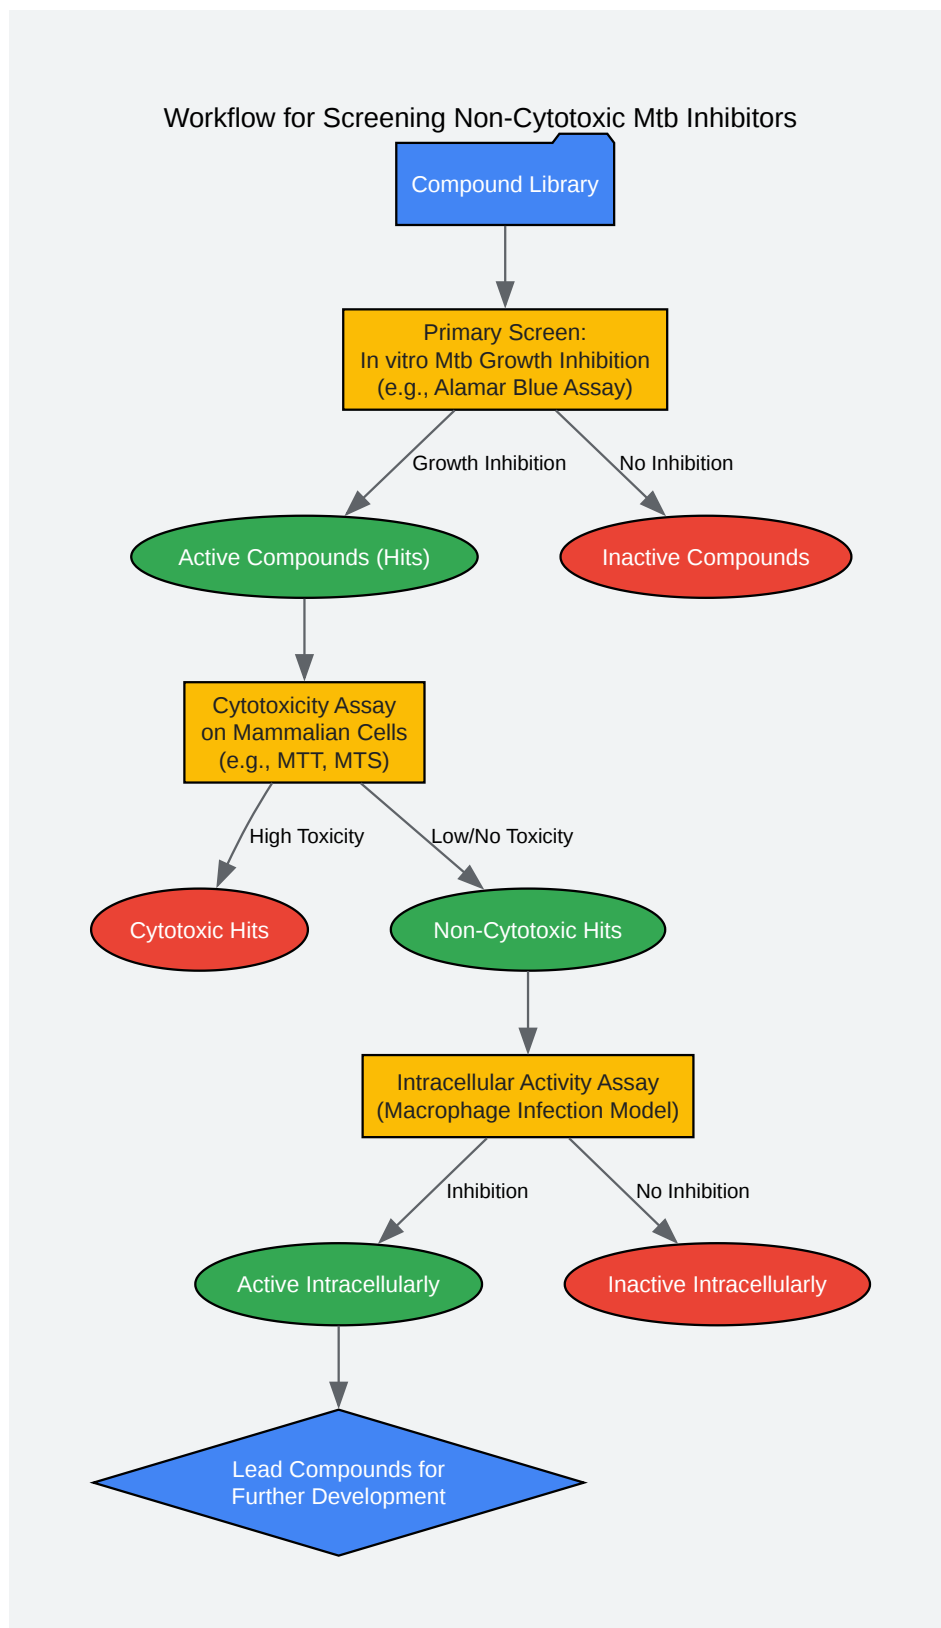 Workflow for Screening Non-Cytotoxic Mtb Inhibitors
Compound Library
Primary Screen:
In vitro Mtb Growth Inhibition
(e.g., Alamar Blue Assay)
Growth Inhibition
No Inhibition
Active Compounds (Hits)
Inactive Compounds
Cytotoxicity Assay
on Mammalian Cells
(e.g., MTT, MTS)
High Toxicity
Low/No Toxicity
Cytotoxic Hits
Non-Cytotoxic Hits
Intracellular Activity Assay
(Macrophage Infection Model)
Inhibition
No Inhibition
Active Intracellularly
Inactive Intracellularly
Lead Compounds for
Further Development